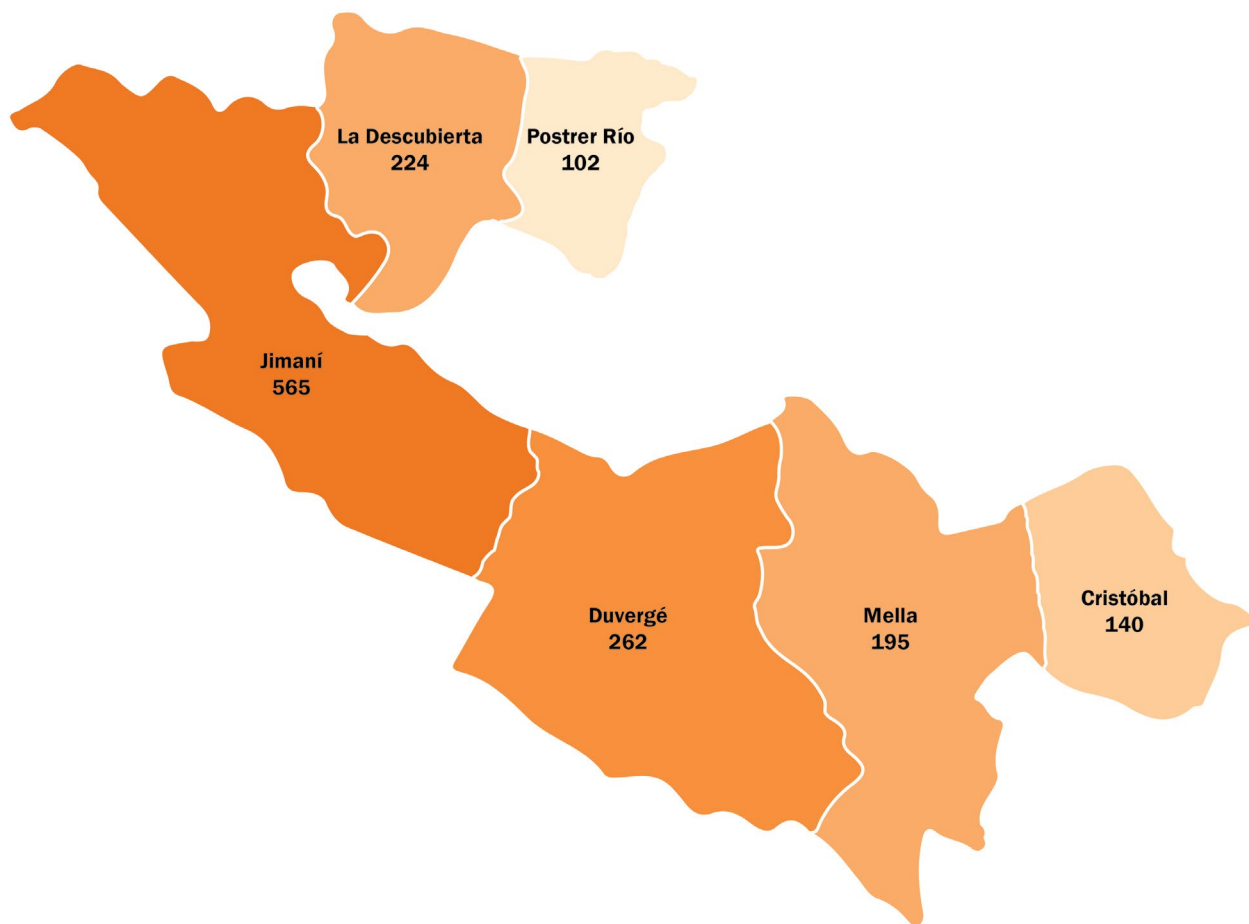 La Descubierta
224
Postrer Río
102
Jimaní
565
Duvergé
262
Mella
195
Cristóbal
140